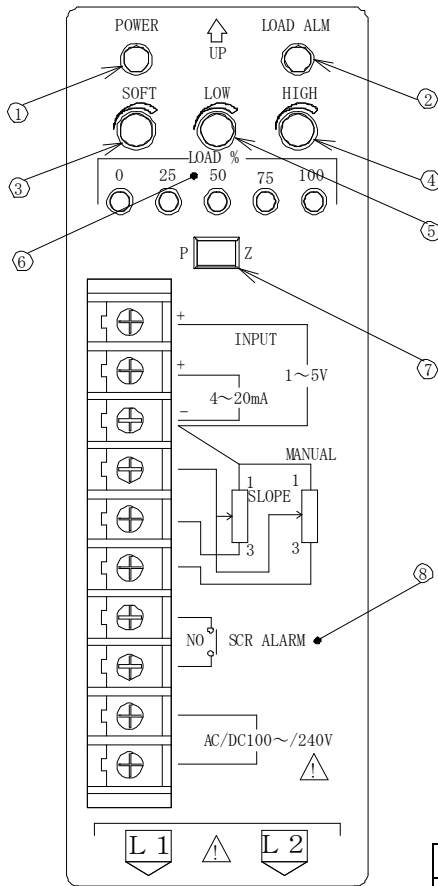 POWER
UP
LOAD ALM
①
②
SOFT
LOW
HIGH
③
④
LOAD %
0 25 50 75 100
⑤
⑥
P Z
⑦
+
INPUT
+
1～5V
4～20mA
−
MANUAL
1 1
SLOPE
3 3
⑧
NO SCR ALARM
AC/DC100～/240V
!
L1 ! L2